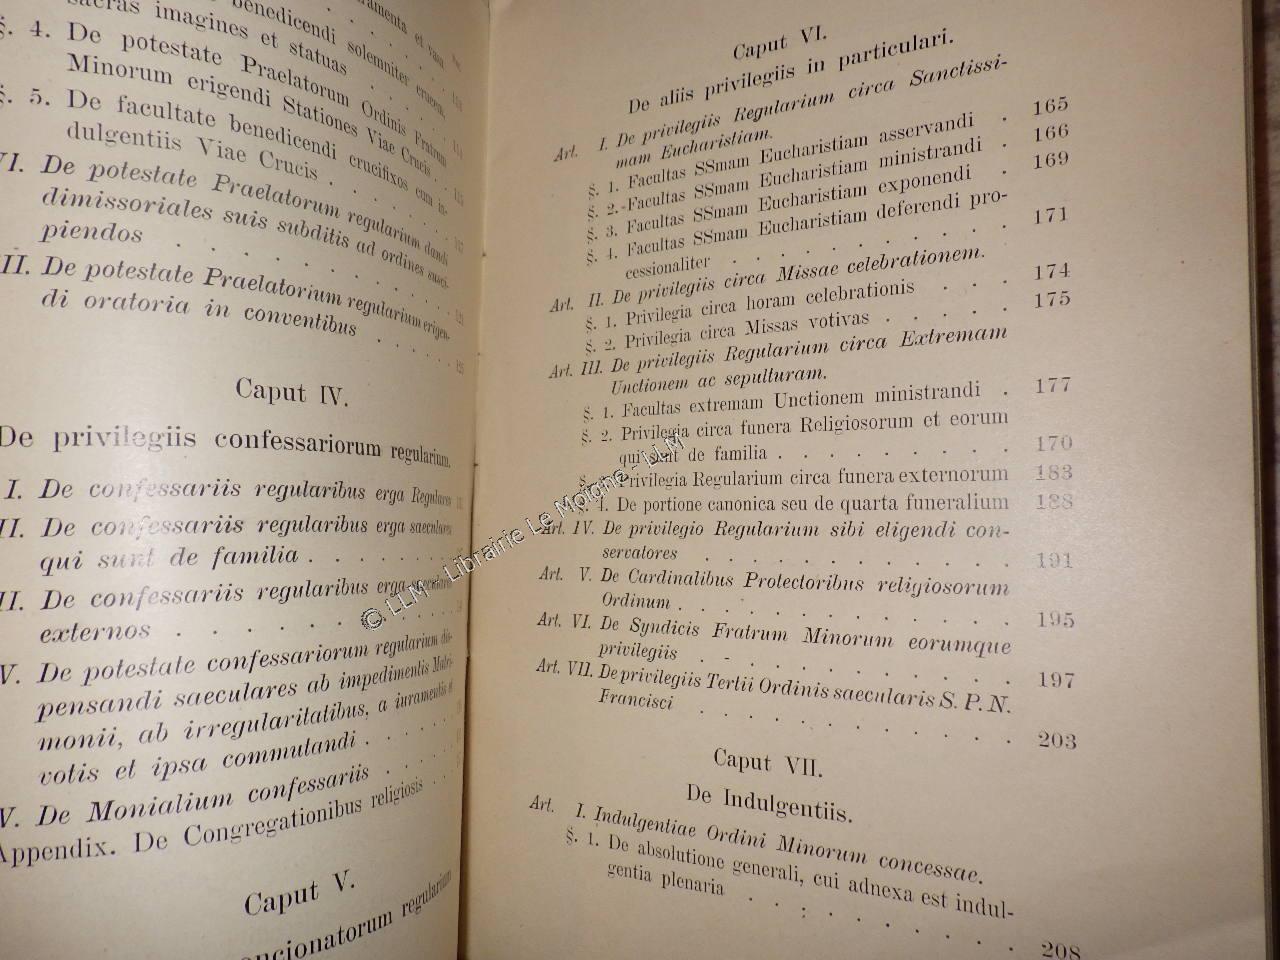 sacras imagines et statuas
benedicendi solemniter crucem,
§. 4. De potestate Praelatorum Ordinis Fratrum
Minorum erigendi Stationes Viae Crucis . .
§. 5. De facultate benedicendi crucifixos cum in-
dulgentiis Viae Crucis . . . . . .
VI. De potestate Praelatorum regularium dandi
dimissoriales suis subditis ad ordines susci-
piendos . . . . . . . .
II. De potestate Praelatorium regularium erigen-
di oratoria in conventibus . . . . .
Caput IV.
De privilegiis confessariorum regularium.
I. De confessariis regularibus erga Regulares
II. De confessariis regularibus erga saeculares
qui sunt de familia . . . . . . .
II. De confessariis regularibus erga saeculares
externos . . . . . . . .
V. De potestate confessariorum regularium dis-
pensandi saeculares ab impedimentis Matri-
monii, ab irregularitatibus, a iuramentis et
votis et ipsa commutandi . . . . .
V. De Monialium confessariis . . . .
Appendix. De Congregationibus religiosis . . .
Caput V.
concionatorum regularium
Caput VI.
De aliis privilegiis in particulari.
Art. I. De privilegiis Regularium circa Sanctissi-
mam Eucharistiam.
§. 1. Facultas SSmam Eucharistiam asservandi . 165
§. 2. Facultas SSmam Eucharistiam ministrandi . 166
§. 3. Facultas SSmam Eucharistiam exponendi . 169
§. 4. Facultas SSmam Eucharistiam deferendi pro-
cessionaliter . . . . . . . . . . 171
Art. II. De privilegiis circa Missae celebrationem.
§. 1. Privilegia circa horam celebrationis . . . 174
§. 2. Privilegia circa Missas votivas . . . . . 175
Art. III. De privilegiis Regularium circa Extremam
Unctionem ac sepulturam.
§. 1. Facultas extremam Unctionem ministrandi . 177
§. 2. Privilegia circa funera Religiosorum et eorum
qui sunt de familia . . . . . . . . . 170
Privilegia Regularium circa funera externorum 183
4. De portione canonica seu de quarta funeralium 188
Art. IV. De privilegio Regularium sibi eligendi con-
servatores . . . . . . . . . . . 191
Art. V. De Cardinalibus Protectoribus religiosorum
Ordinum . . . . . . . . . . . 195
Art. VI. De Syndicis Fratrum Minorum eorumque
privilegiis . . . . . . . . . . . 197
Art. VII. De privilegiis Tertii Ordinis saecularis S. P. N.
Francisci . . . . . . . . . . . 203
Caput VII.
De Indulgentiis.
Art. I. Indulgentiae Ordini Minorum concessae.
§. 1. De absolutione generali, cui adnexa est indul-
gentia plenaria . . . . . . . . . . 208
© LLM - Librairie Le Moigne - LLM